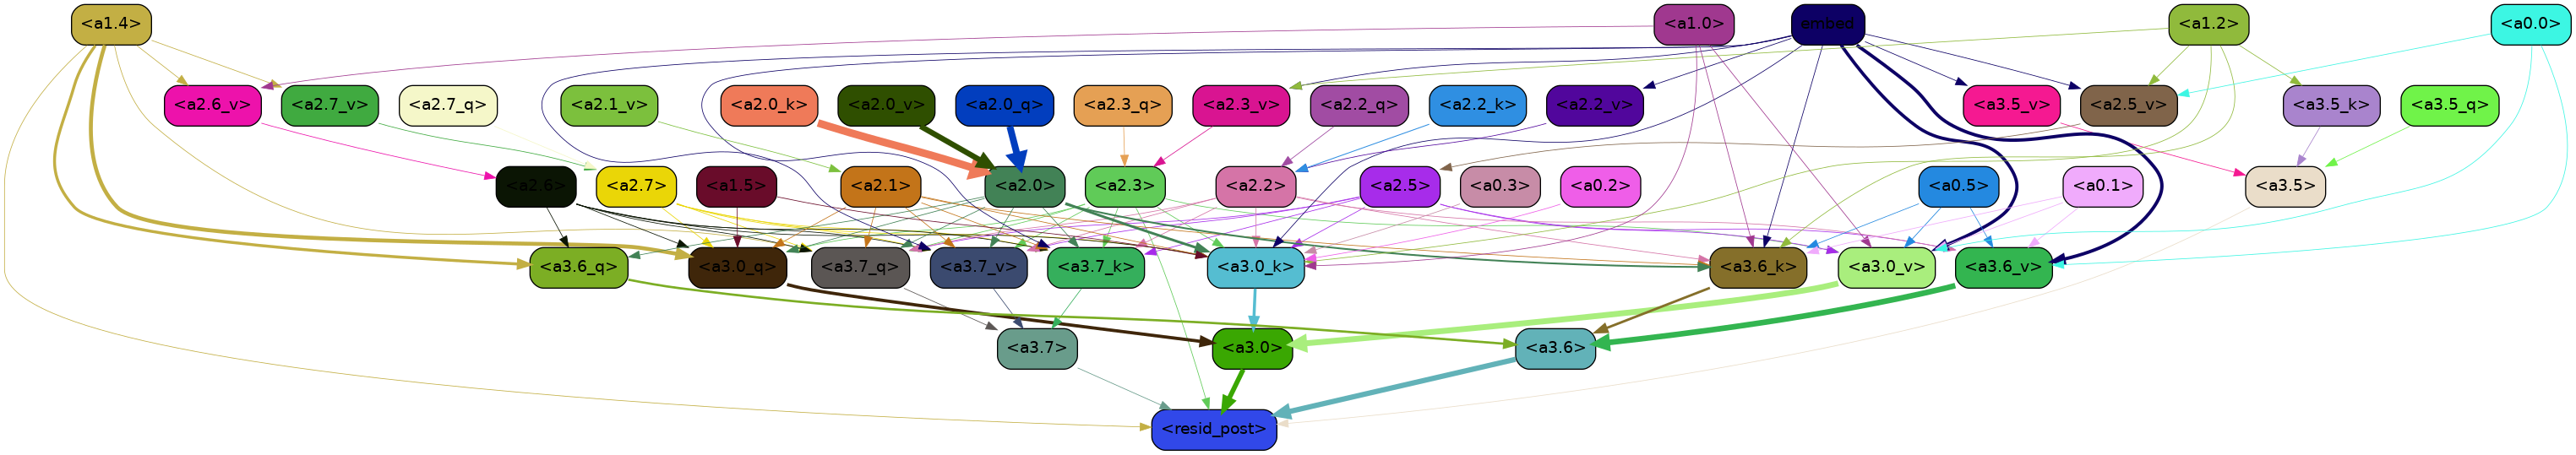 <a1.4>
<a1.0>
embed
<a1.2>
<a0.0>
<a2.6_v>
<a2.7_v>
<a2.7_q>
<a2.1_v>
<a2.0_k>
<a2.0_v>
<a2.0_q>
<a2.3_q>
<a2.3_v>
<a2.2_q>
<a2.2_k>
<a2.2_v>
<a3.5_v>
<a2.5_v>
<a3.5_k>
<a3.5_q>
<a2.6>
<a2.7>
<a1.5>
<a2.1>
<a2.0>
<a2.3>
<a2.2>
<a2.5>
<a0.3>
<a0.2>
<a0.5>
<a0.1>
<a3.5>
<a3.6_q>
<a3.0_q>
<a3.7_q>
<a3.7_v>
<a3.7_k>
<a3.0_k>
<a3.6_k>
<a3.0_v>
<a3.6_v>
<a3.7>
<a3.0>
<a3.6>
<resid_post>